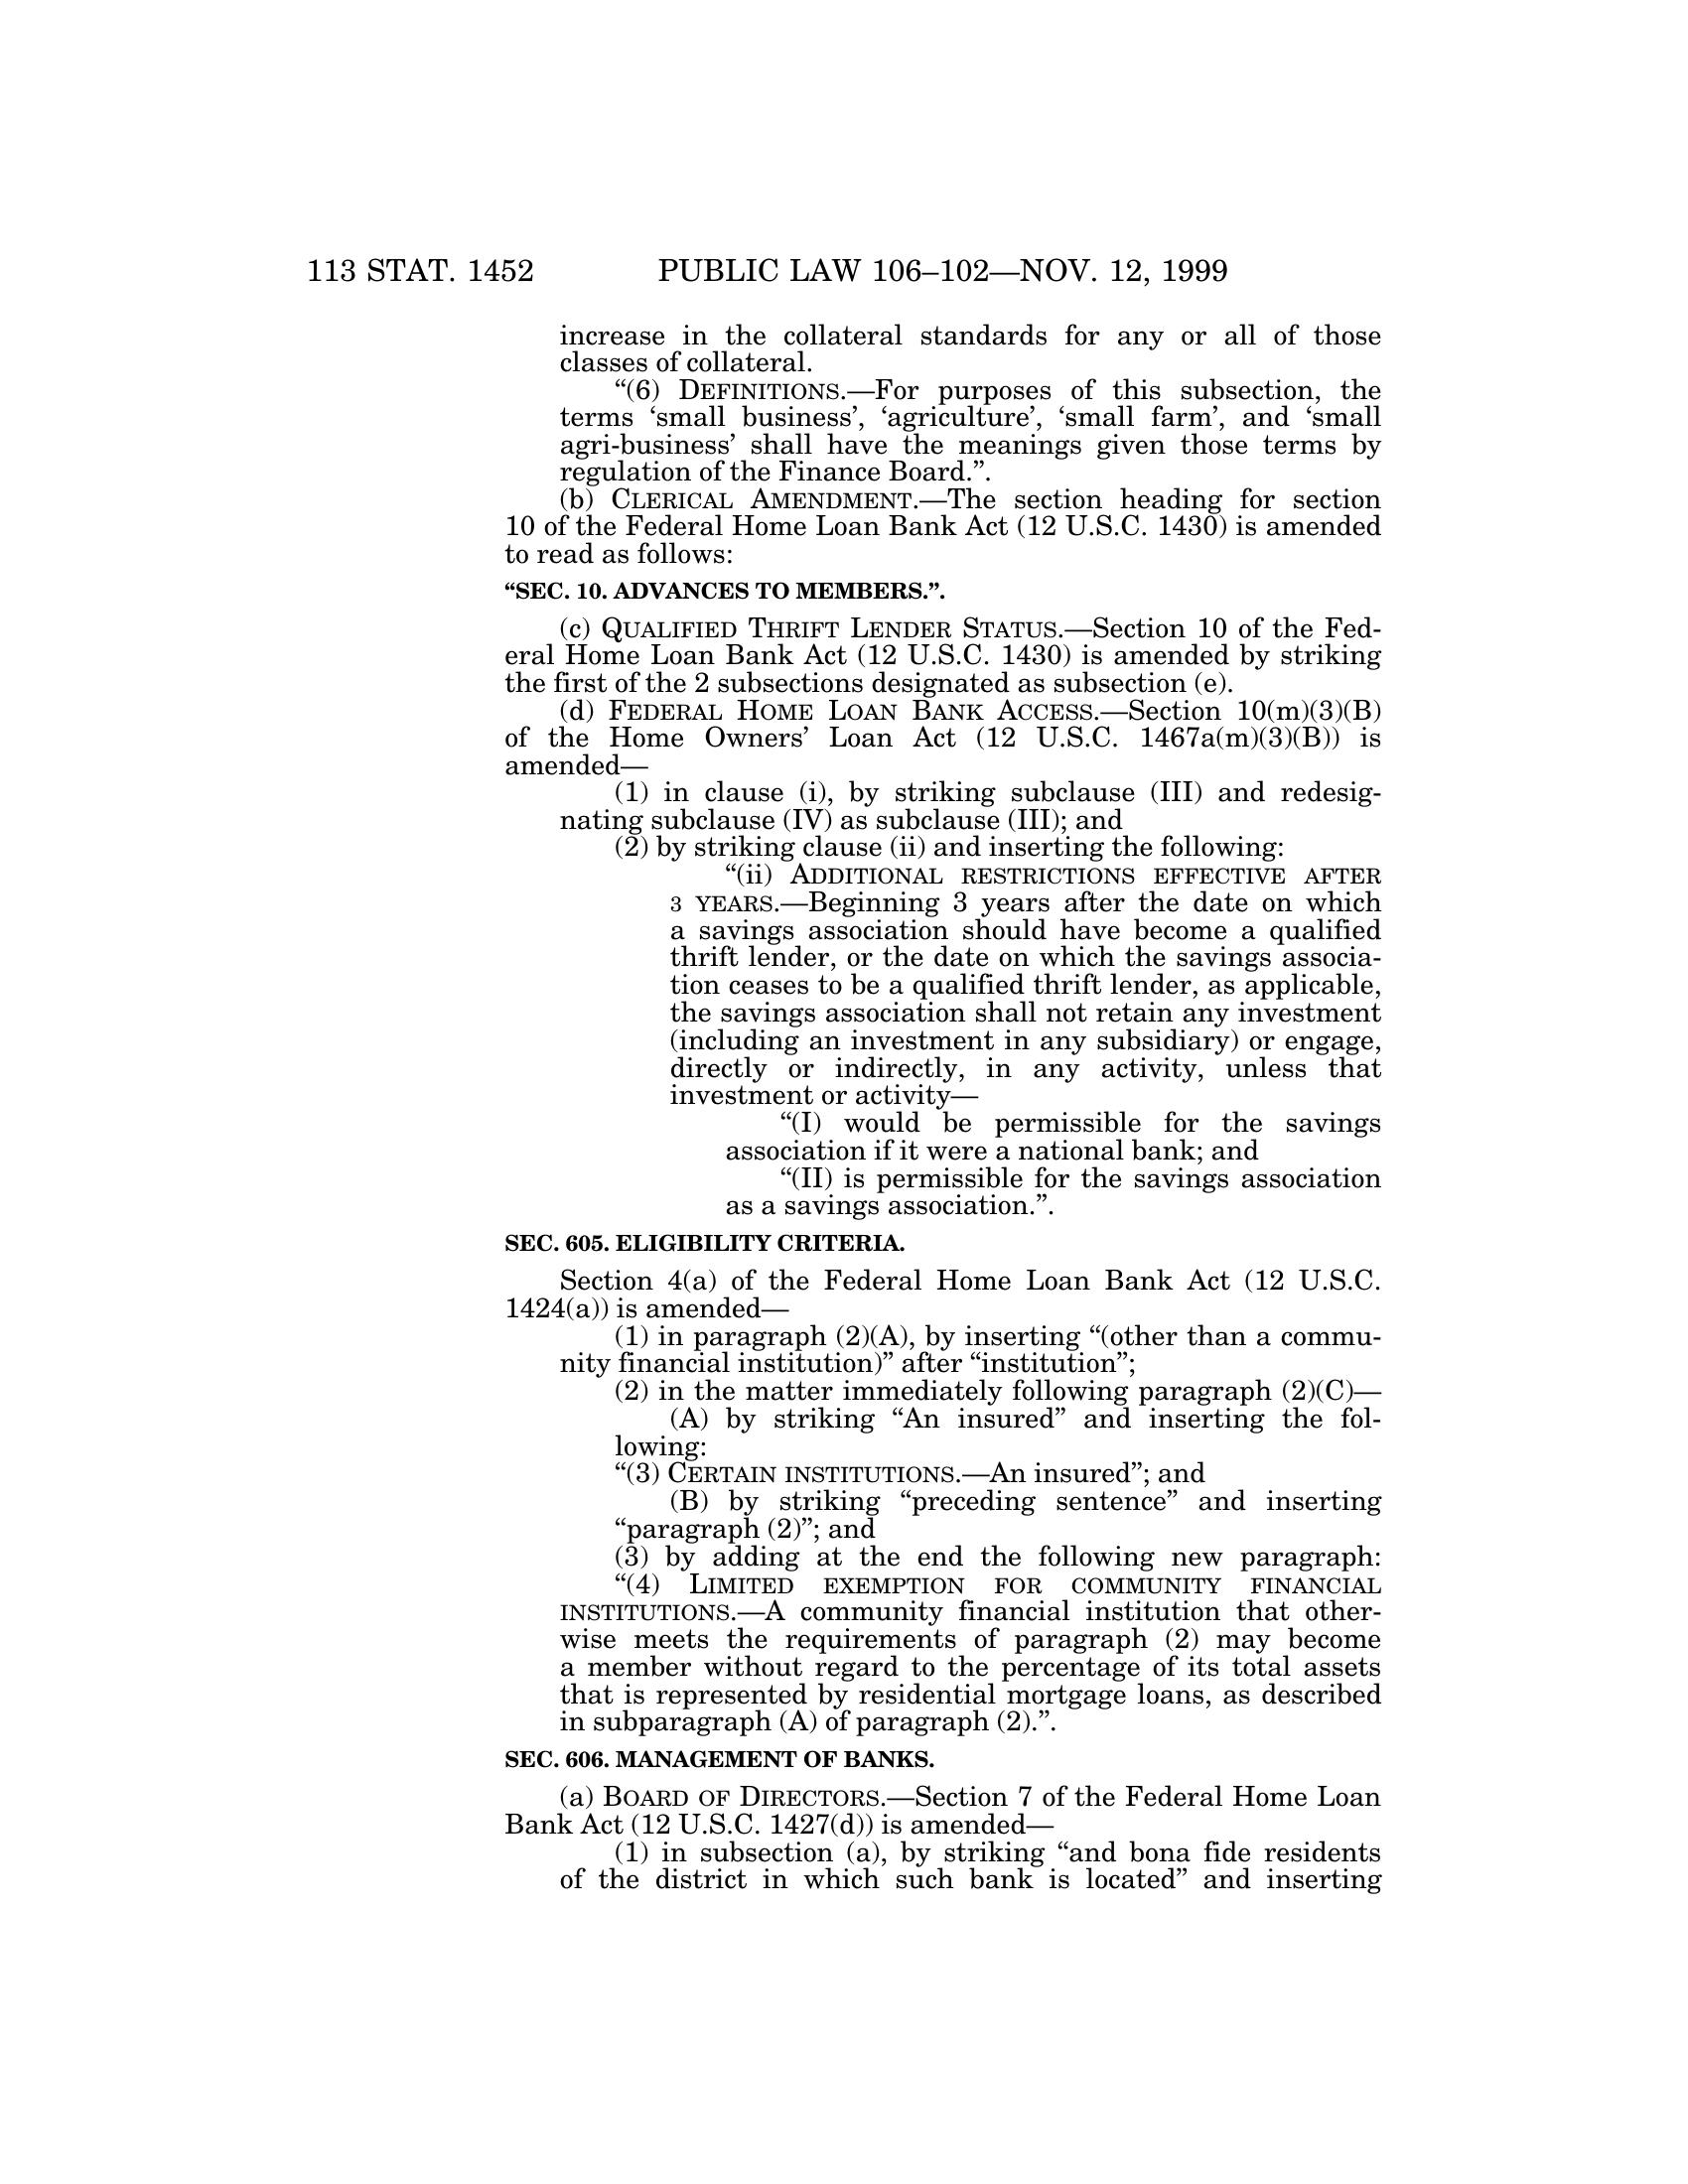 113 STAT. 1452 PUBLIC LAW 106–102—NOV. 12, 1999
increase in the collateral standards for any or all of those
classes of collateral.
“(6) DEFINITIONS.—For purposes of this subsection, the
terms ‘small business’, ‘agriculture’, ‘small farm’, and ‘small
agri-business’ shall have the meanings given those terms by
regulation of the Finance Board.”.
(b) CLERICAL AMENDMENT.—The section heading for section
10 of the Federal Home Loan Bank Act (12 U.S.C. 1430) is amended
to read as follows:
“SEC. 10. ADVANCES TO MEMBERS.”.
(c) QUALIFIED THRIFT LENDER STATUS.—Section 10 of the Fed-
eral Home Loan Bank Act (12 U.S.C. 1430) is amended by striking
the first of the 2 subsections designated as subsection (e).
(d) FEDERAL HOME LOAN BANK ACCESS.—Section 10(m)(3)(B)
of the Home Owners’ Loan Act (12 U.S.C. 1467a(m)(3)(B)) is
amended—
(1) in clause (i), by striking subclause (III) and redesig-
nating subclause (IV) as subclause (III); and
(2) by striking clause (ii) and inserting the following:
“(ii) ADDITIONAL RESTRICTIONS EFFECTIVE AFTER
3 YEARS.—Beginning 3 years after the date on which
a savings association should have become a qualified
thrift lender, or the date on which the savings associa-
tion ceases to be a qualified thrift lender, as applicable,
the savings association shall not retain any investment
(including an investment in any subsidiary) or engage,
directly or indirectly, in any activity, unless that
investment or activity—
“(I) would be permissible for the savings
association if it were a national bank; and
“(II) is permissible for the savings association
as a savings association.”.
SEC. 605. ELIGIBILITY CRITERIA.
Section 4(a) of the Federal Home Loan Bank Act (12 U.S.C.
1424(a)) is amended—
(1) in paragraph (2)(A), by inserting “(other than a commu-
nity financial institution)” after “institution”;
(2) in the matter immediately following paragraph (2)(C)—
(A) by striking “An insured” and inserting the fol-
lowing:
“(3) CERTAIN INSTITUTIONS.—An insured”; and
(B) by striking “preceding sentence” and inserting
“paragraph (2)”; and
(3) by adding at the end the following new paragraph:
“(4) LIMITED EXEMPTION FOR COMMUNITY FINANCIAL
INSTITUTIONS.—A community financial institution that other-
wise meets the requirements of paragraph (2) may become
a member without regard to the percentage of its total assets
that is represented by residential mortgage loans, as described
in subparagraph (A) of paragraph (2).”.
SEC. 606. MANAGEMENT OF BANKS.
(a) BOARD OF DIRECTORS.—Section 7 of the Federal Home Loan
Bank Act (12 U.S.C. 1427(d)) is amended—
(1) in subsection (a), by striking “and bona fide residents
of the district in which such bank is located” and inserting